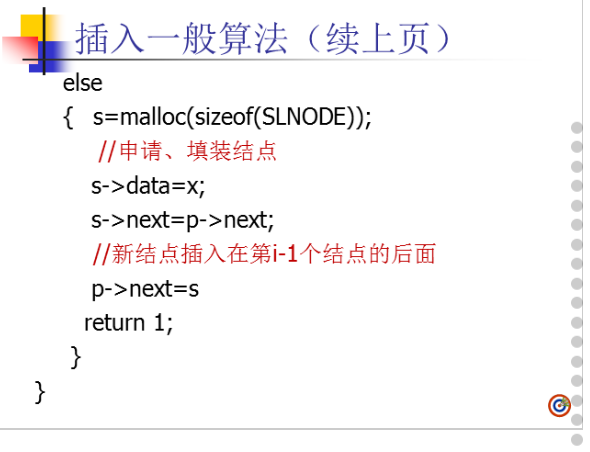 插入一般算法（续上页）
else
{ s=malloc(sizeof(SLNODE));
//申请、填装结点
s->data=x;
s->next=p->next;
//新结点插入在第i-1个结点的后面
p->next=s
return 1;
}
}